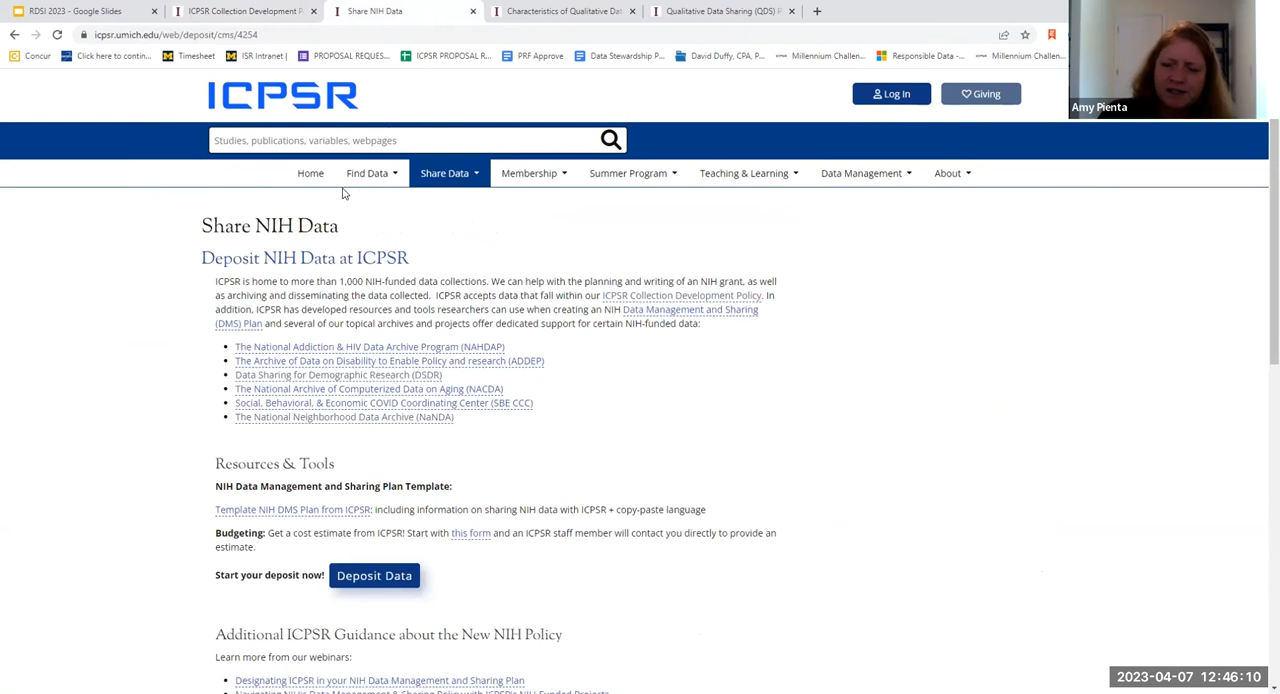 RDSI 2023 - Google Slides
ICPSR Collection Development P
Share NIH Data
Characteristics of Qualitative Dat
Qualitative Data Sharing (QDS) P
icpsr.umich.edu/web/deposit/cms/4254
Concur
Click here to contin...
Timesheet
ISR Intranet |
PROPOSAL REQUES...
ICPSR PROPOSAL R...
PRF Approve
Data Stewardship P...
David Duffy, CPA, P...
Millennium Challen...
Responsible Data -...
Millennium Challen...
Amy Pienta
ICPSR
Log In
Giving
Studies, publications, variables, webpages
Home
Find Data
Share Data
Membership
Summer Program
Teaching & Learning
Data Management
About
Share NIH Data
Deposit NIH Data at ICPSR
ICPSR is home to more than 1,000 NIH-funded data collections. We can help with the planning and writing of an NIH grant, as well
as archiving and disseminating the data collected. ICPSR accepts data that fall within our ICPSR Collection Development Policy. In
addition, ICPSR has developed resources and tools researchers can use when creating an NIH Data Management and Sharing
(DMS) Plan and several of our topical archives and projects offer dedicated support for certain NIH-funded data:
The National Addiction & HIV Data Archive Program (NAHDAP)
The Archive of Data on Disability to Enable Policy and research (ADDEP)
Data Sharing for Demographic Research (DSDR)
The National Archive of Computerized Data on Aging (NACDA)
Social, Behavioral, & Economic COVID Coordinating Center (SBE CCC)
The National Neighborhood Data Archive (NaNDA)
Resources & Tools
NIH Data Management and Sharing Plan Template:
Template NIH DMS Plan from ICPSR: including information on sharing NIH data with ICPSR + copy-paste language
Budgeting: Get a cost estimate from ICPSR! Start with this form and an ICPSR staff member will contact you directly to provide an
estimate.
Start your deposit now! Deposit Data
Additional ICPSR Guidance about the New NIH Policy
Learn more from our webinars:
Designating ICPSR in your NIH Data Management and Sharing Plan
Navigating NIH's Data Management & Sharing Policy with ICPSR's NIH-Funded Projects
2023-04-07 12:46:10